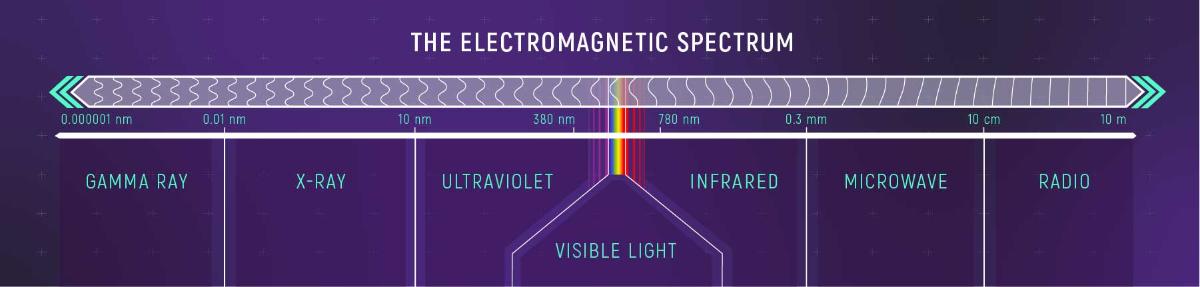 THE ELECTROMAGNETIC SPECTRUM
0.000001 nm 0.01 nm 10 nm 380 nm 780 nm 0.3 mm 10 cm 10 m
GAMMA RAY X-RAY ULTRAVIOLET INFRARED MICROWAVE RADIO
VISIBLE LIGHT